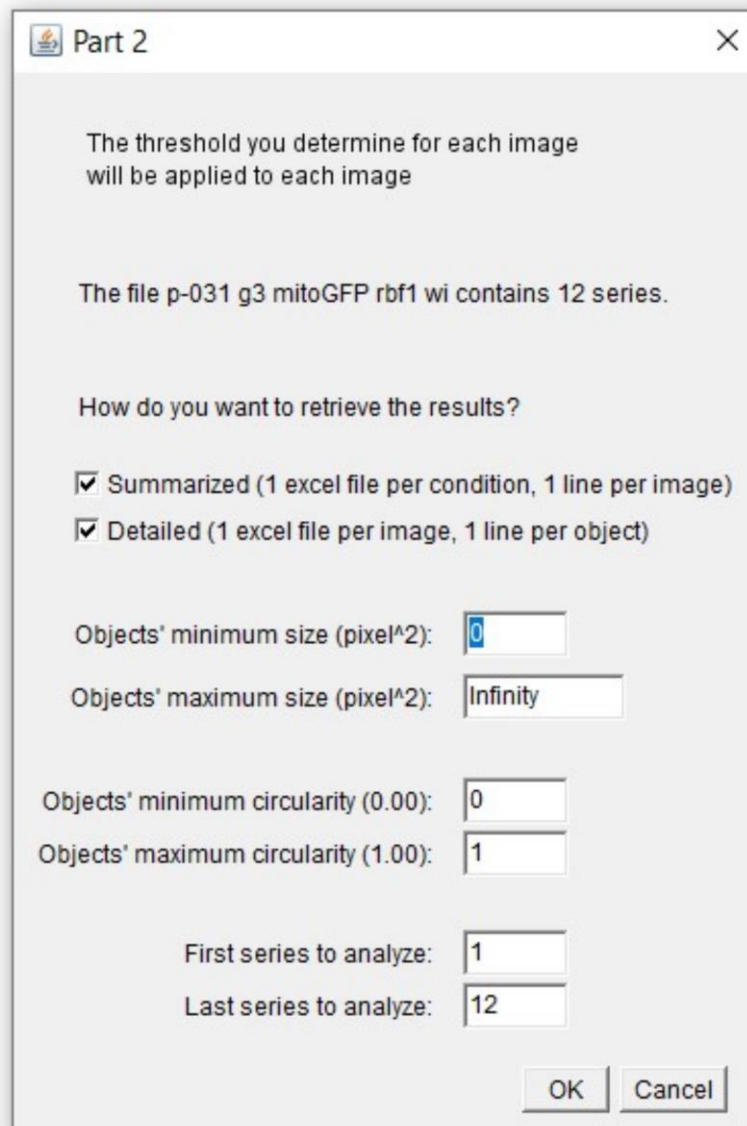 Part 2
The threshold you determine for each image
will be applied to each image
The file p-031 g3 mitoGFP rbf1 wi contains 12 series.
How do you want to retrieve the results?
Summarized (1 excel file per condition, 1 line per image)
Detailed (1 excel file per image, 1 line per object)
Objects' minimum size (pixel^2): 0
Objects' maximum size (pixel^2): Infinity
Objects' minimum circularity (0.00): 0
Objects' maximum circularity (1.00): 1
First series to analyze: 1
Last series to analyze: 12
OK Cancel